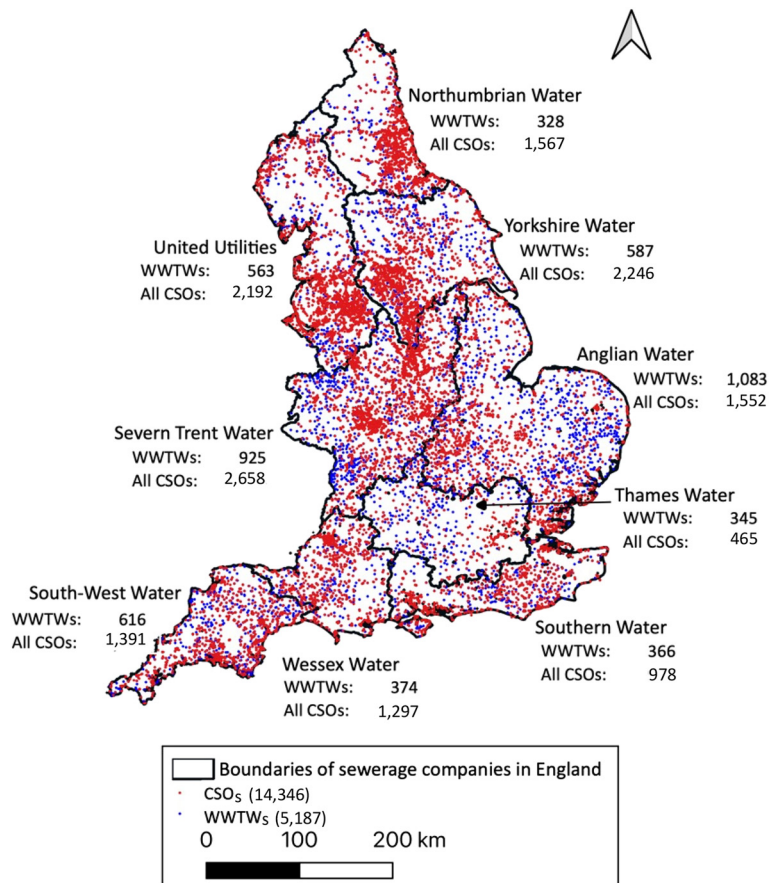 Northumbrian Water
WWTWs: 328
All CSOs: 1,567
Yorkshire Water
WWTWs: 587
All CSOs: 2,246
United Utilities
WWTWs: 563
All CSOs: 2,192
Anglian Water
WWTWs: 1,083
All CSOs: 1,552
Severn Trent Water
WWTWs: 925
All CSOs: 2,658
Thames Water
WWTWs: 345
All CSOs: 465
South-West Water
WWTWs: 616
All CSOs: 1,391
Southern Water
WWTWs: 366
All CSOs: 978
Wessex Water
WWTWs: 374
All CSOs: 1,297
Boundaries of sewerage companies in England
CSOs (14,346)
WWTWs (5,187)
0 100 200 km